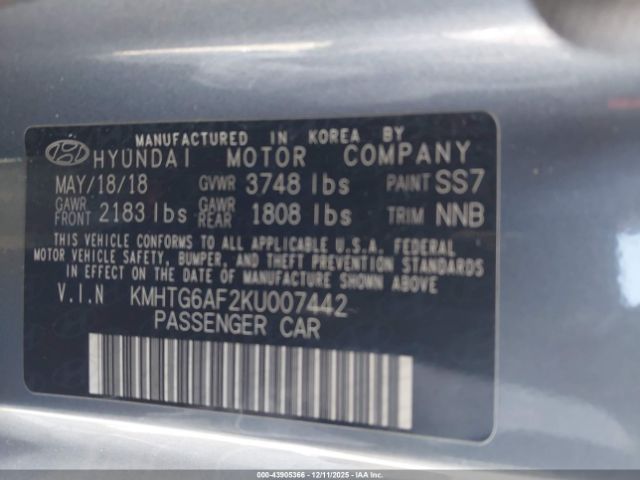 MANUFACTURED IN KOREA BY
HYUNDAI MOTOR COMPANY
MAY/18/18 GVWR 3748 lbs PAINT SS7
GAWR FRONT 2183 lbs GAWR REAR 1808 lbs TRIM NNB
THIS VEHICLE CONFORMS TO ALL APPLICABLE U.S.A. FEDERAL
MOTOR VEHICLE SAFETY, BUMPER, AND THEFT PREVENTION STANDARDS
IN EFFECT ON THE DATE OF MANUFACTURE SHOWN ABOVE
V.I.N KMHTG6AF2KU007442
PASSENGER CAR
000-43905366 - 12/11/2025 - IAAI.COM